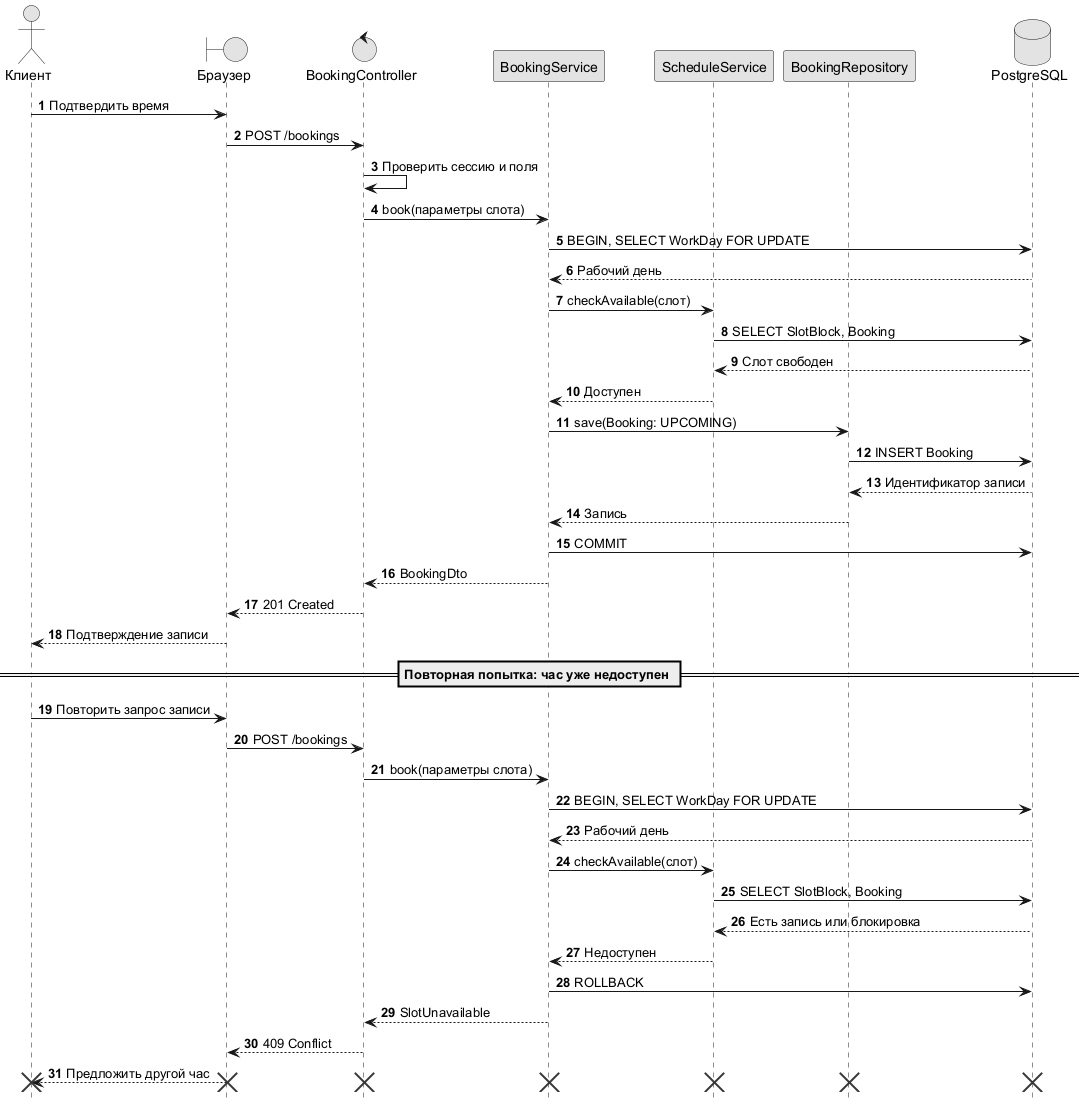 Клиент
Браузер
BookingController
BookingService
ScheduleService
BookingRepository
PostgreSQL
1 Подтвердить время
2 POST /bookings
3 Проверить сессию и поля
4 book(параметры слота)
5 BEGIN, SELECT WorkDay FOR UPDATE
6 Рабочий день
7 checkAvailable(слот)
8 SELECT SlotBlock, Booking
9 Слот свободен
10 Доступен
11 save(Booking: UPCOMING)
12 INSERT Booking
13 Идентификатор записи
14 Запись
15 COMMIT
16 BookingDto
17 201 Created
18 Подтверждение записи
Повторная попытка: час уже недоступен
19 Повторить запрос записи
20 POST /bookings
21 book(параметры слота)
22 BEGIN, SELECT WorkDay FOR UPDATE
23 Рабочий день
24 checkAvailable(слот)
25 SELECT SlotBlock, Booking
26 Есть запись или блокировка
27 Недоступен
28 ROLLBACK
29 SlotUnavailable
30 409 Conflict
31 Предложить другой час